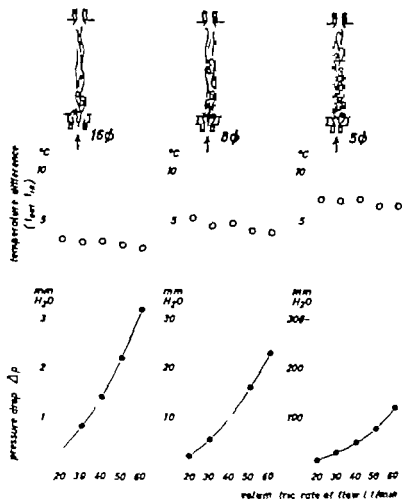 16ϕ 8ϕ 5ϕ
°C °C °C
10 10 10
5 5 5
temperature difference
mm H₂O mm H₂O mm H₂O
3 30 300
2 20 200
1 10 100
pressure drop Δp
20 30 40 50 60 20 30 40 50 60 20 30 40 50 60
volumetric rate of flow